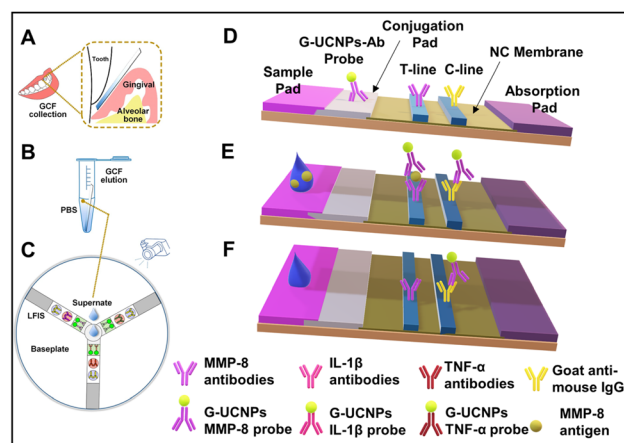 A
Tooth
Gingival
Alveolar
bone
GCF
collection
B
GCF
elution
PBS
C
Supernate
LFIS
Baseplate
D
Conjugation
Pad
G-UCNPs-Ab
Probe
NC Membrane
Sample
Pad
T-line
C-line
Absorption
Pad
E
F
MMP-8
antibodies
IL-1β
antibodies
TNF-α
antibodies
Goat anti-
mouse IgG
G-UCNPs
MMP-8 probe
G-UCNPs
IL-1β probe
G-UCNPs
TNF-α probe
MMP-8
antigen